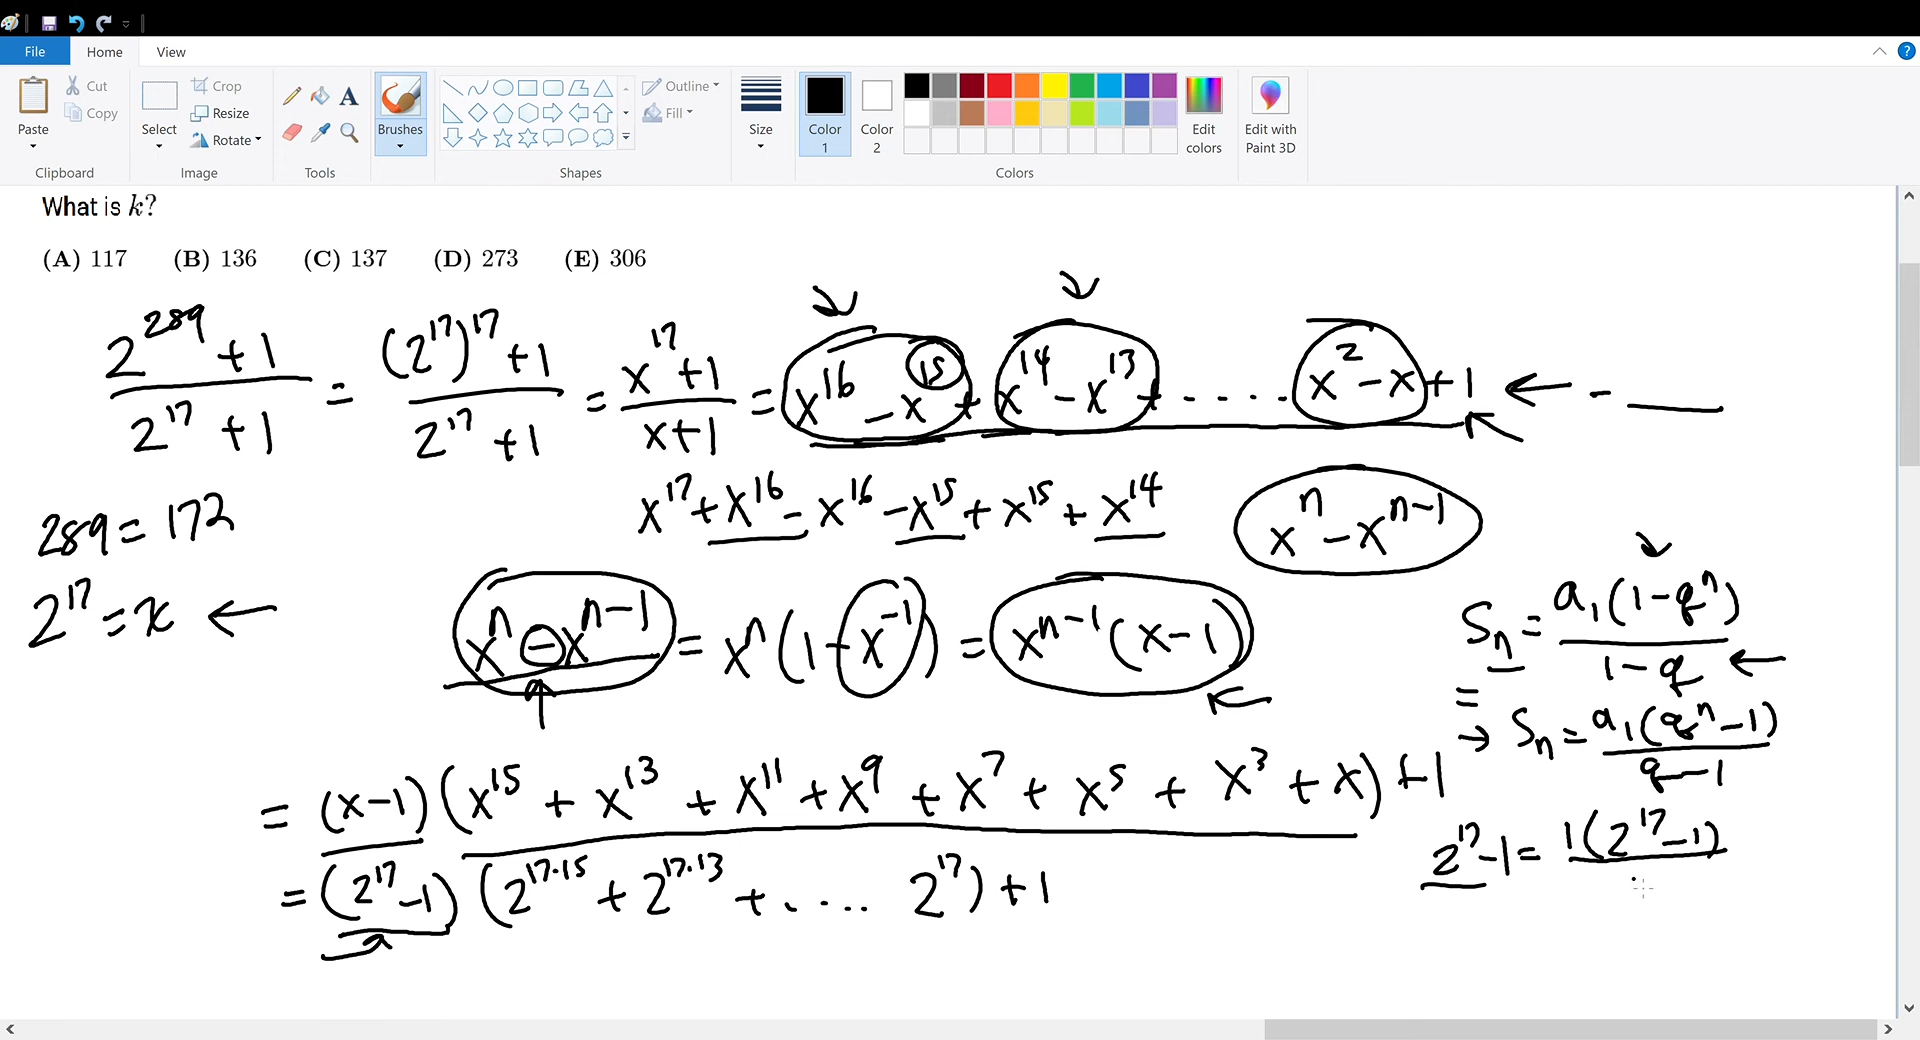 File Home View
Cut
Copy
Paste
Clipboard
Select
Crop
Resize
Rotate
Image
A
Tools
Brushes
Shapes
Outline
Fill
Size
Color 1
Color 2
Edit colors
Colors
Edit with Paint 3D
What is k?
(A) 117 (B) 136 (C) 137 (D) 273 (E) 306
(2^289 + 1)/(2^17 + 1) = ((2^17)^17 + 1)/(2^17 + 1) = (x^17 + 1)/(x + 1) = x^16 - x^15 + x^14 - x^13 + ..... x^2 - x + 1 ← -
x^17 + x^16 - x^16 - x^15 + x^15 + x^14
x^n - x^(n-1)
289 = 172
2^17 = x ←
x^n - x^(n-1) = x^n (1 - x^-1) = x^(n-1) (x - 1)
S_n = a_1(1 - q^n)/(1 - q) ←
=
→ S_n = a_1(q^n - 1)/(q - 1)
= (x-1)(x^15 + x^13 + x^11 + x^9 + x^7 + x^5 + x^3 + x) + 1
2^17 - 1 = 1(2^17 - 1)
= (2^17 - 1)(2^17·15 + 2^17·13 + ..... 2^17) + 1